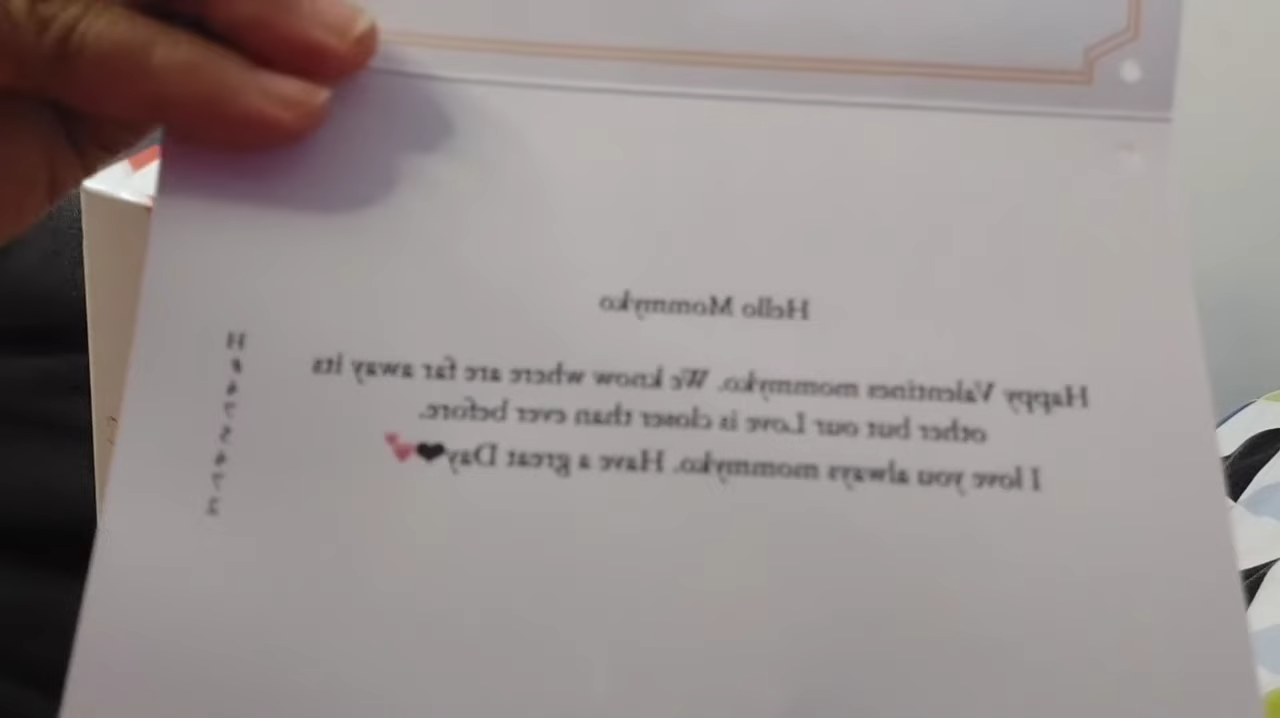 Hello Mommyko
Happy Valentines mommyko. We know where are far away its
other but our Love is closer than ever before.
I love you always mommyko. Have a great Day🖤💕